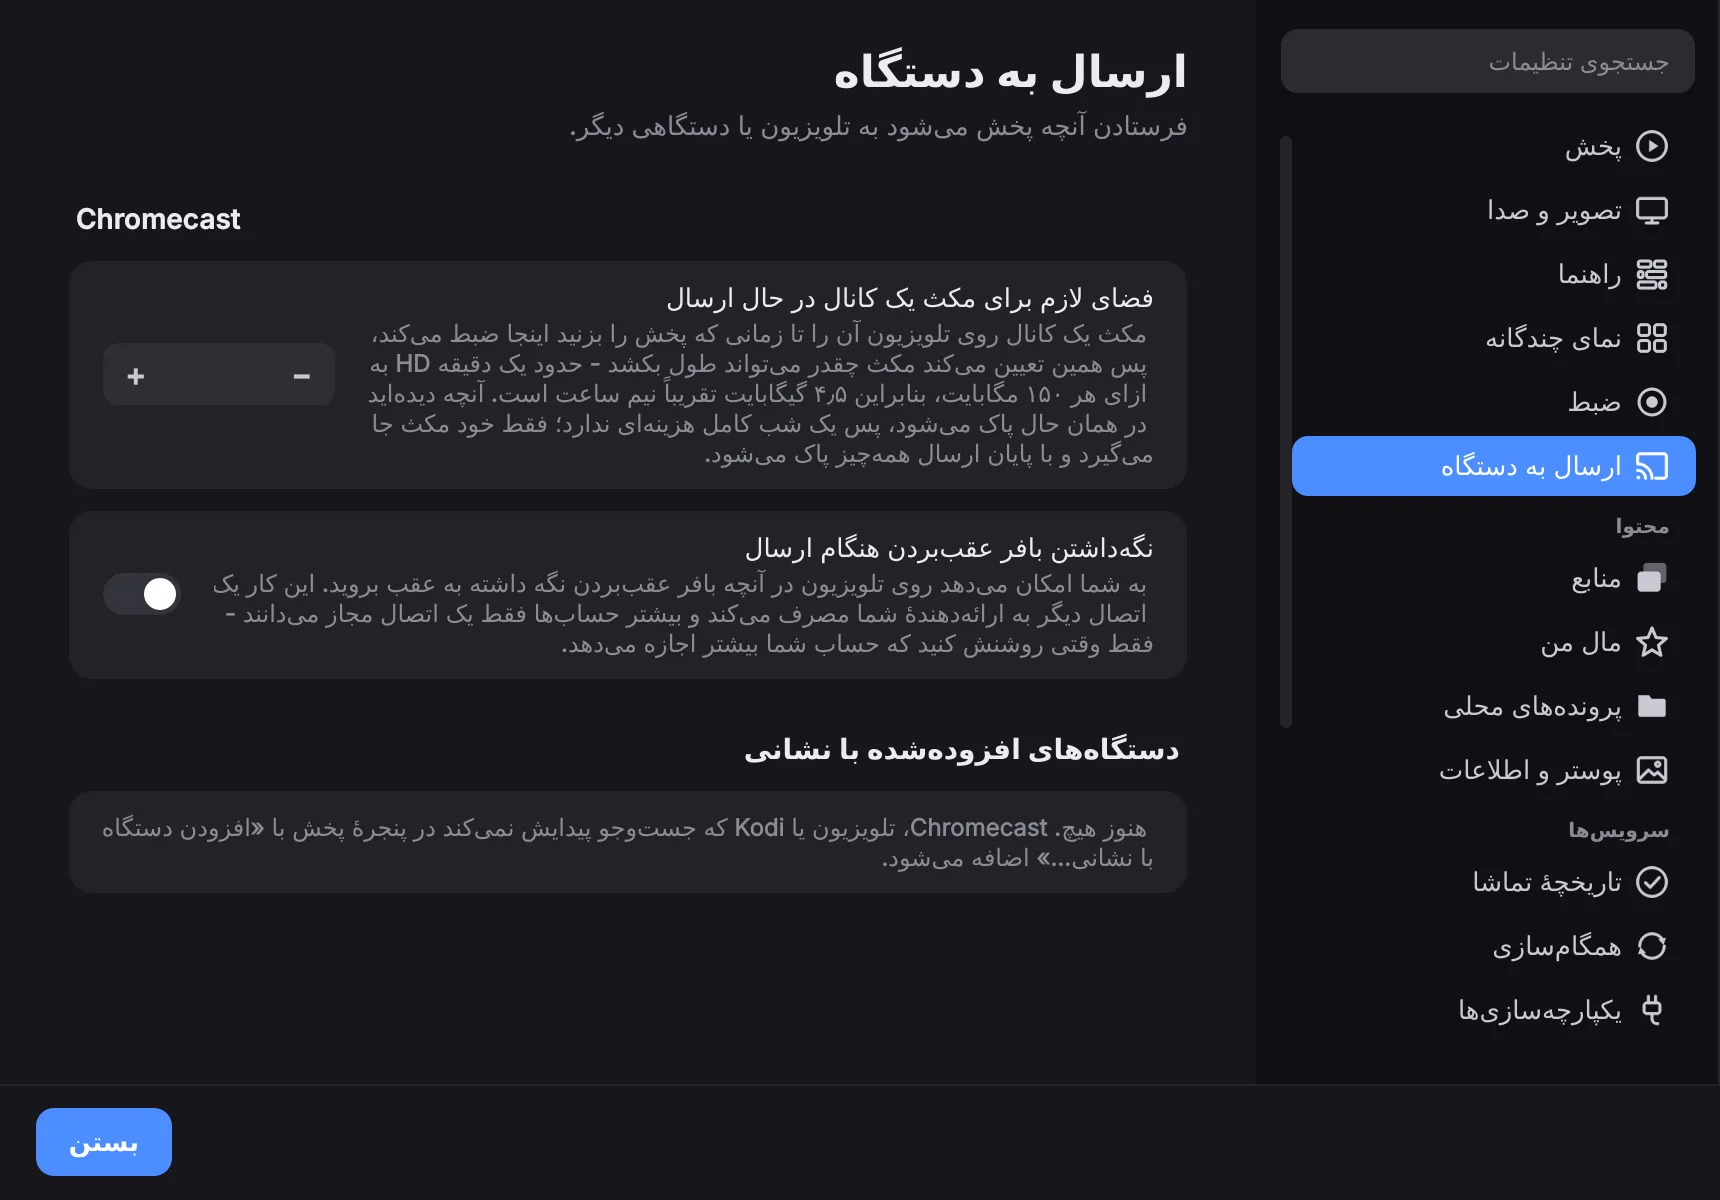 جستجوی تنظیمات
پخش
تصویر و صدا
راهنما
نمای چندگانه
ضبط
ارسال به دستگاه
محتوا
منابع
مال من
پرونده‌های محلی
پوستر و اطلاعات
سرویس‌ها
تاریخچهٔ تماشا
همگام‌سازی
یکپارچه‌سازی‌ها
ارسال به دستگاه
فرستادن آنچه پخش می‌شود به تلویزیون یا دستگاهی دیگر.
Chromecast
فضای لازم برای مکث یک کانال در حال ارسال
مکث یک کانال روی تلویزیون آن را تا زمانی که پخش را بزنید اینجا ضبط می‌کند،
پس همین تعیین می‌کند مکث چقدر می‌تواند طول بکشد - حدود یک دقیقه HD به
ازای هر ۱۵۰ مگابایت، بنابراین ۴٫۵ گیگابایت تقریباً نیم ساعت است. آنچه دیده‌اید
در همان حال پاک می‌شود، پس یک شب کامل هزینه‌ای ندارد؛ فقط خود مکث جا
می‌گیرد و با پایان ارسال همه‌چیز پاک می‌شود.
− +
نگه‌داشتن بافر عقب‌بردن هنگام ارسال
به شما امکان می‌دهد روی تلویزیون در آنچه بافر عقب‌بردن نگه داشته به عقب بروید. این کار یک
اتصال دیگر به ارائه‌دهندهٔ شما مصرف می‌کند و بیشتر حساب‌ها فقط یک اتصال مجاز می‌دانند -
فقط وقتی روشنش کنید که حساب شما بیشتر اجازه می‌دهد.
دستگاه‌های افزوده‌شده با نشانی
هنوز هیچ. Chromecast، تلویزیون یا Kodi که جست‌وجو پیدایش نمی‌کند در پنجرهٔ پخش با «افزودن دستگاه
با نشانی…» اضافه می‌شود.
بستن